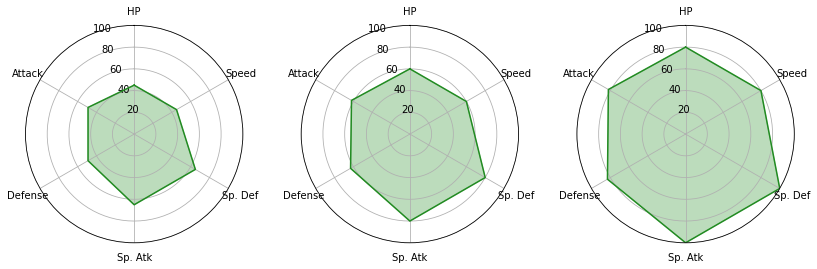 HP
100
80
60
40
20
Attack
Speed
Defense
Sp. Def
Sp. Atk
HP
100
80
60
40
20
Attack
Speed
Defense
Sp. Def
Sp. Atk
HP
100
80
60
40
20
Attack
Speed
Defense
Sp. Def
Sp. Atk